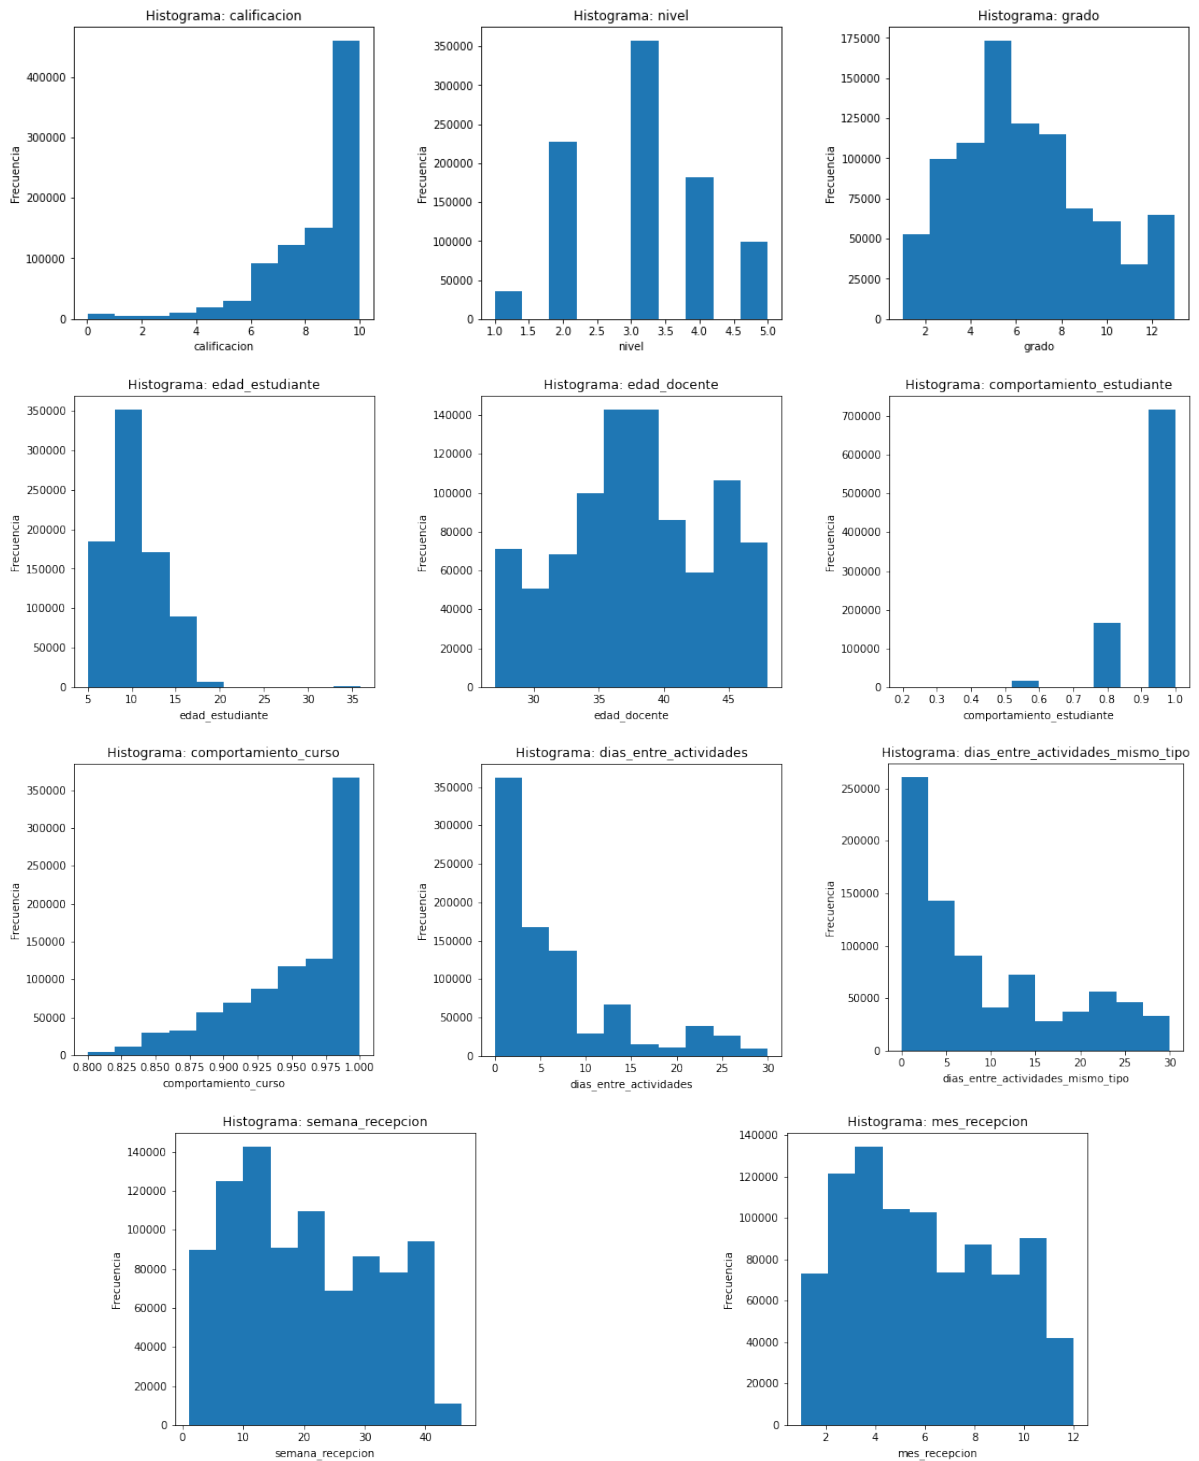 Histograma: calificacion
Frecuencia
400000
300000
200000
100000
0
0 2 4 6 8 10
calificacion
Histograma: nivel
Frecuencia
350000
300000
250000
200000
150000
100000
50000
0
1.0 1.5 2.0 2.5 3.0 3.5 4.0 4.5 5.0
nivel
Histograma: grado
Frecuencia
175000
150000
125000
100000
75000
50000
25000
0
2 4 6 8 10 12
grado
Histograma: edad_estudiante
Frecuencia
350000
300000
250000
200000
150000
100000
50000
0
5 10 15 20 25 30 35
edad_estudiante
Histograma: edad_docente
Frecuencia
140000
120000
100000
80000
60000
40000
20000
0
30 35 40 45
edad_docente
Histograma: comportamiento_estudiante
Frecuencia
700000
600000
500000
400000
300000
200000
100000
0
0.2 0.3 0.4 0.5 0.6 0.7 0.8 0.9 1.0
comportamiento_estudiante
Histograma: comportamiento_curso
Frecuencia
350000
300000
250000
200000
150000
100000
50000
0
0.800 0.825 0.850 0.875 0.900 0.925 0.950 0.975 1.000
comportamiento_curso
Histograma: dias_entre_actividades
Frecuencia
350000
300000
250000
200000
150000
100000
50000
0
0 5 10 15 20 25 30
dias_entre_actividades
Histograma: dias_entre_actividades_mismo_tipo
Frecuencia
250000
200000
150000
100000
50000
0
0 5 10 15 20 25 30
dias_entre_actividades_mismo_tipo
Histograma: semana_recepcion
Frecuencia
140000
120000
100000
80000
60000
40000
20000
0
0 10 20 30 40
semana_recepcion
Histograma: mes_recepcion
Frecuencia
140000
120000
100000
80000
60000
40000
20000
0
2 4 6 8 10 12
mes_recepcion